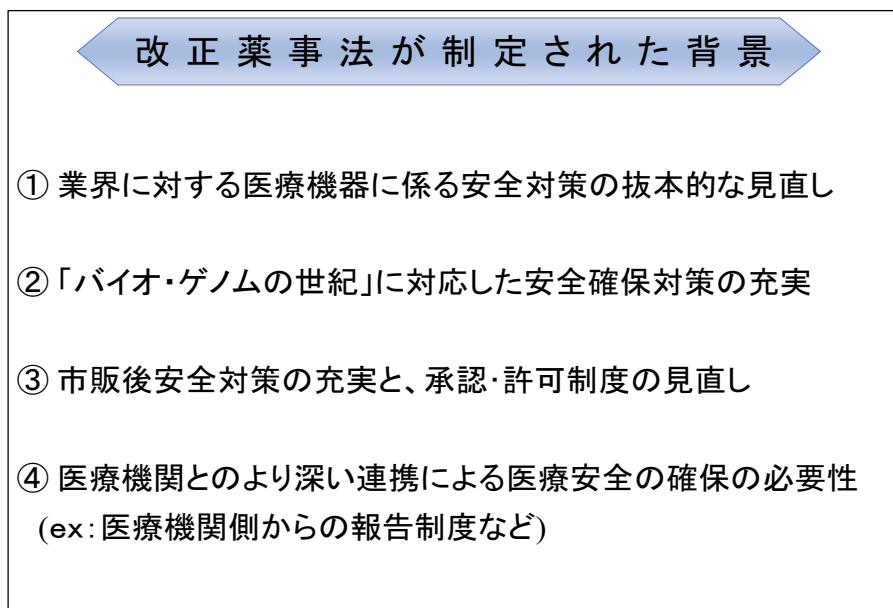 改正薬事法が制定された背景
① 業界に対する医療機器に係る安全対策の抜本的な見直し
②「バイオ・ゲノムの世紀」に対応した安全確保対策の充実
③ 市販後安全対策の充実と、承認・許可制度の見直し
④ 医療機関とのより深い連携による医療安全の確保の必要性
(ex：医療機関側からの報告制度など)